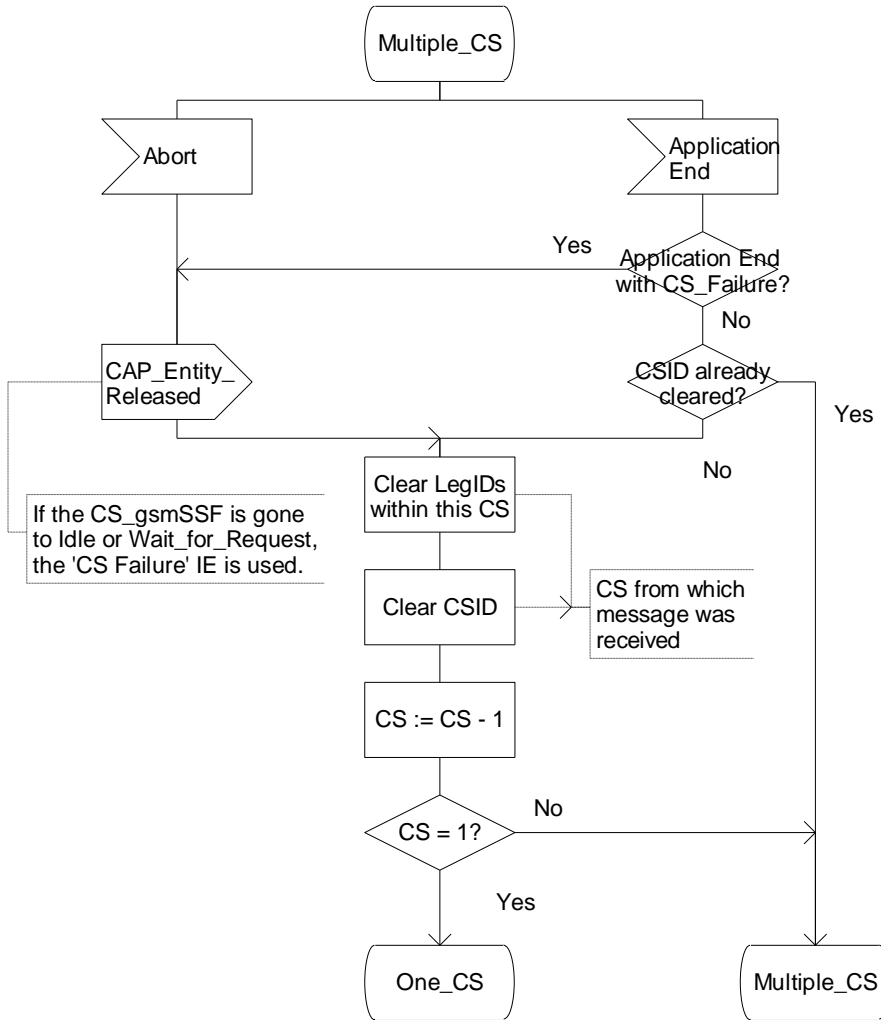 Multiple_CS
Abort
Application
End
Yes
Application End
with CS_Failure?
No
CAP_Entity_
Released
CSID already
cleared?
Yes
No
Clear LegIDs
within this CS
If the CS_gsmSSF is gone
to Idle or Wait_for_Request,
the 'CS Failure' IE is used.
Clear CSID
CS from which
message was
received
CS := CS - 1
CS = 1?
No
Yes
One_CS
Multiple_CS